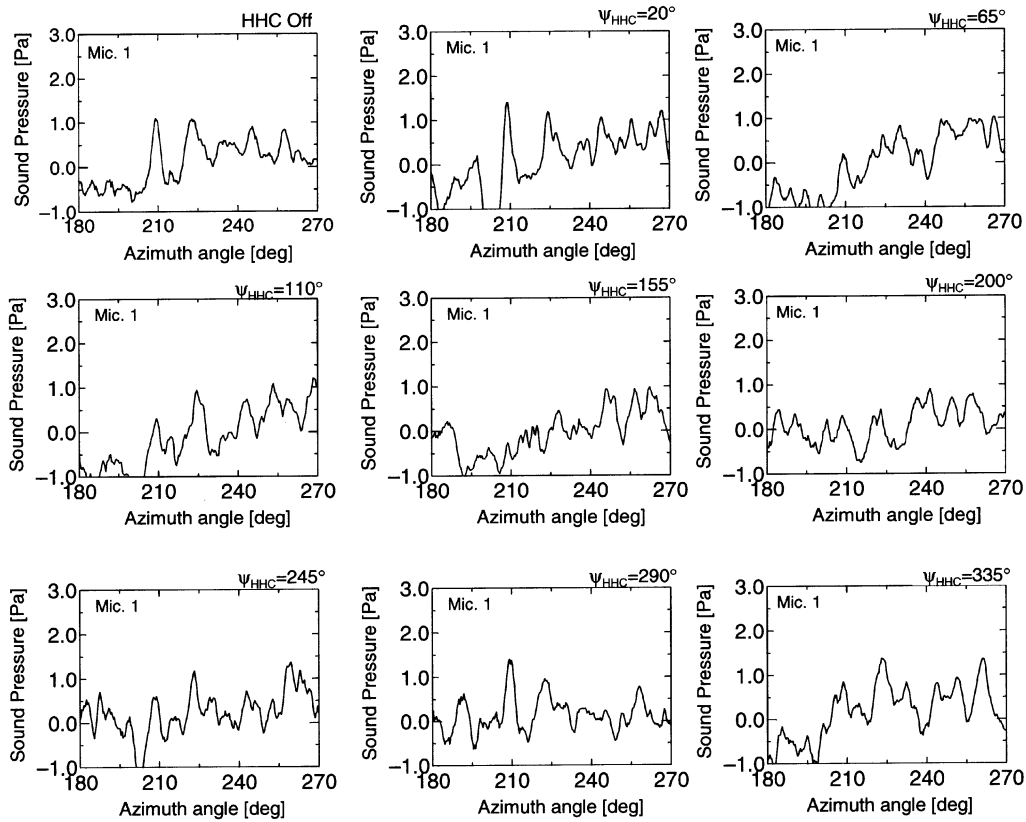 HHC Off
Sound Pressure [Pa]
3.0
Mic. 1
2.0
1.0
0.0
−1.0
180 210 240 270
Azimuth angle [deg]
ψHHC=20°
Sound Pressure [Pa]
3.0
Mic. 1
2.0
1.0
0.0
−1.0
180 210 240 270
Azimuth angle [deg]
ψHHC=65°
Sound Pressure [Pa]
3.0
Mic. 1
2.0
1.0
0.0
−1.0
180 210 240 270
Azimuth angle [deg]
ψHHC=110°
Sound Pressure [Pa]
3.0
Mic. 1
2.0
1.0
0.0
−1.0
180 210 240 270
Azimuth angle [deg]
ψHHC=155°
Sound Pressure [Pa]
3.0
Mic. 1
2.0
1.0
0.0
−1.0
180 210 240 270
Azimuth angle [deg]
ψHHC=200°
Sound Pressure [Pa]
3.0
Mic. 1
2.0
1.0
0.0
−1.0
180 210 240 270
Azimuth angle [deg]
ψHHC=245°
Sound Pressure [Pa]
3.0
Mic. 1
2.0
1.0
0.0
−1.0
180 210 240 270
Azimuth angle [deg]
ψHHC=290°
Sound Pressure [Pa]
3.0
Mic. 1
2.0
1.0
0.0
−1.0
180 210 240 270
Azimuth angle [deg]
ψHHC=335°
Sound Pressure [Pa]
3.0
Mic. 1
2.0
1.0
0.0
−1.0
180 210 240 270
Azimuth angle [deg]